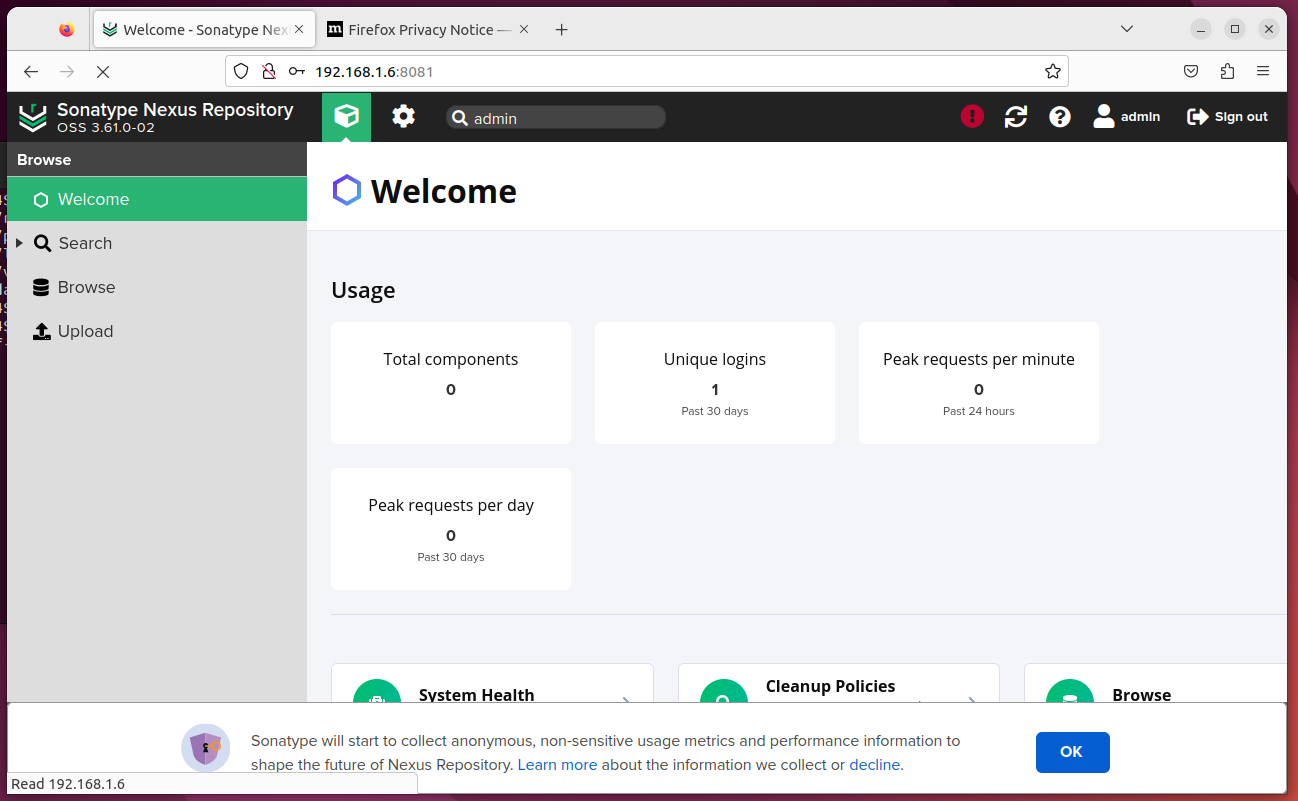 Welcome - Sonatype Nex
Firefox Privacy Notice —
192.168.1.6:8081
Sonatype Nexus Repository
OSS 3.61.0-02
admin
admin
Sign out
Browse
Welcome
Search
Browse
Upload
Welcome
Usage
Total components
0
Unique logins
1
Past 30 days
Peak requests per minute
0
Past 24 hours
Peak requests per day
0
Past 30 days
System Health
Cleanup Policies
Browse
Sonatype will start to collect anonymous, non-sensitive usage metrics and performance information to
shape the future of Nexus Repository. Learn more about the information we collect or decline.
OK
Read 192.168.1.6